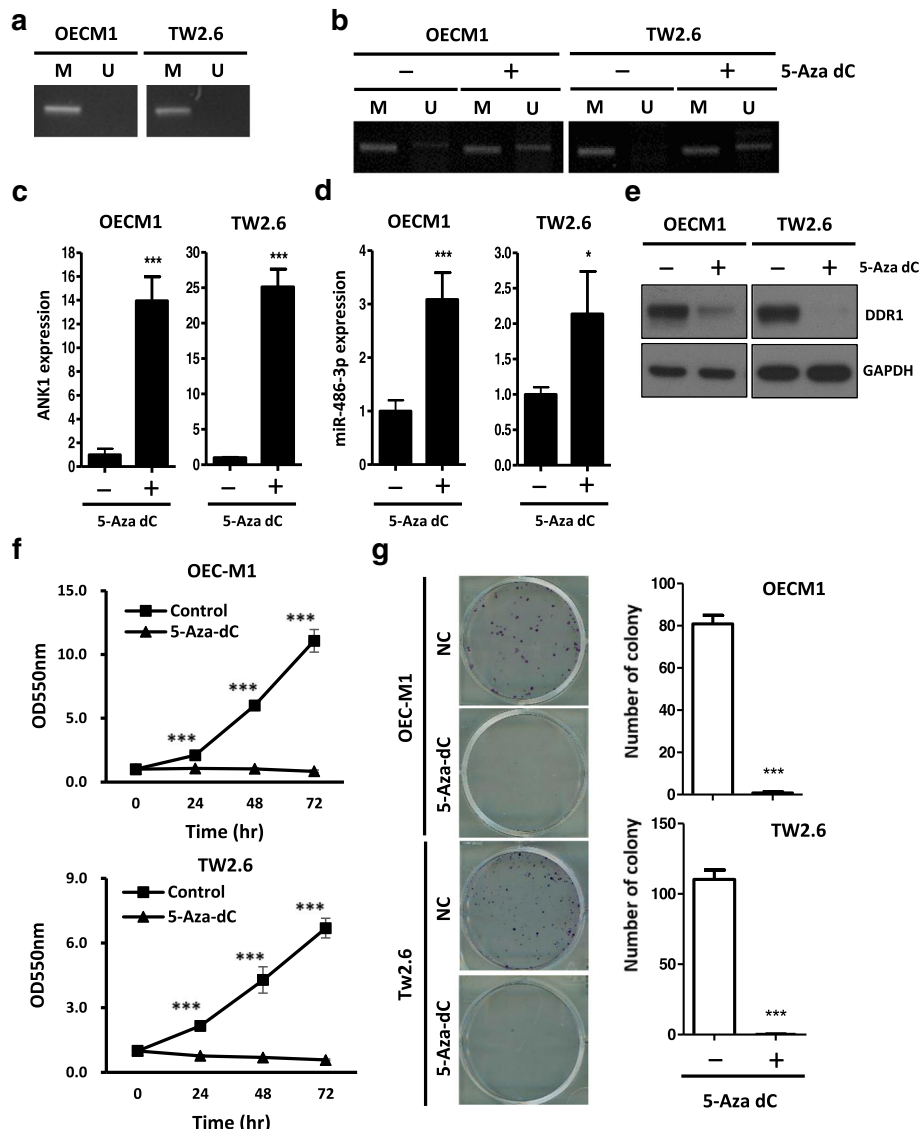 a
OECM1 TW2.6
M U M U
b
OECM1 TW2.6
− + − + 5-Aza dC
M U M U M U M U
c
OECM1 TW2.6
ANK1 expression
18
16
14
12
10
8
6
4
2
0
***
30
25
20
15
10
5
0
***
− + − +
5-Aza dC 5-Aza dC
d
OECM1 TW2.6
miR-486-3p expression
4
3
2
1
0
***
3.0
2.5
2.0
1.5
1.0
0.5
0.0
*
− + − +
5-Aza dC 5-Aza dC
e
OECM1 TW2.6
− + − + 5-Aza dC
DDR1
GAPDH
f
OEC-M1
OD550nm
15.0
10.0
5.0
0.0
Control
5-Aza-dC
*** *** ***
0 24 48 72
Time (hr)
TW2.6
OD550nm
9.0
6.0
3.0
0.0
Control
5-Aza-dC
*** *** ***
0 24 48 72
Time (hr)
g
OEC-M1
NC
5-Aza-dC
Tw2.6
NC
5-Aza-dC
OECM1
Number of colony
100
80
60
40
20
0
***
TW2.6
Number of colony
150
100
50
0
***
− +
5-Aza dC